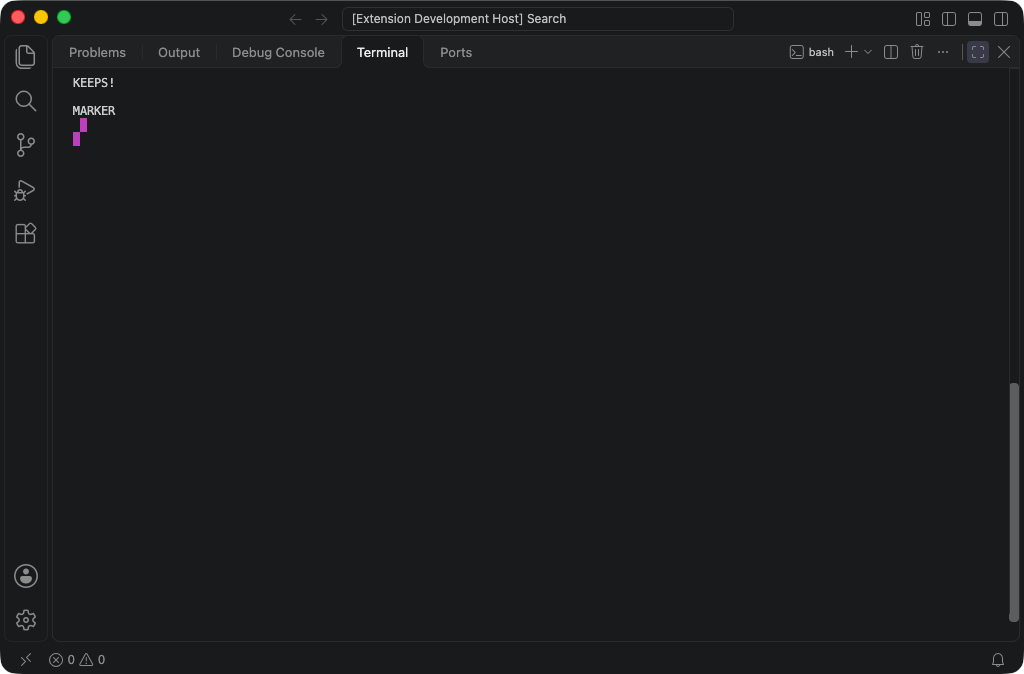 [Extension Development Host] Search
Problems Output Debug Console Terminal Ports bash
KEEPS!
MARKER
0 0